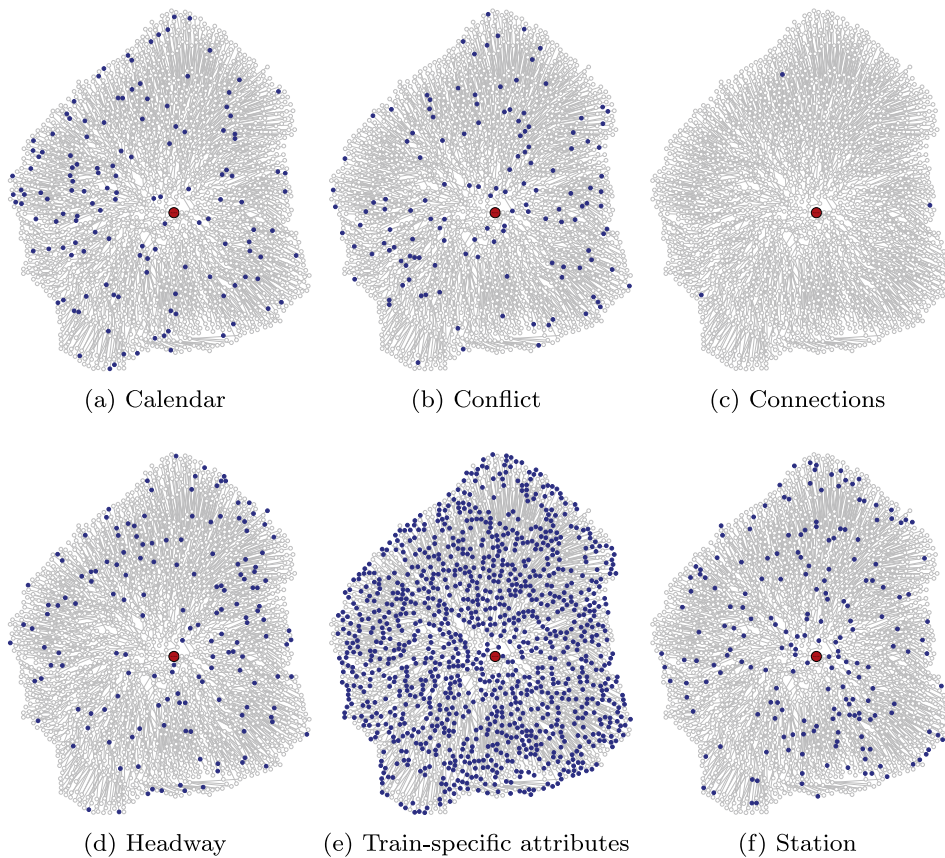 (a) Calendar
(b) Conflict
(c) Connections
(d) Headway
(e) Train-specific attributes
(f) Station